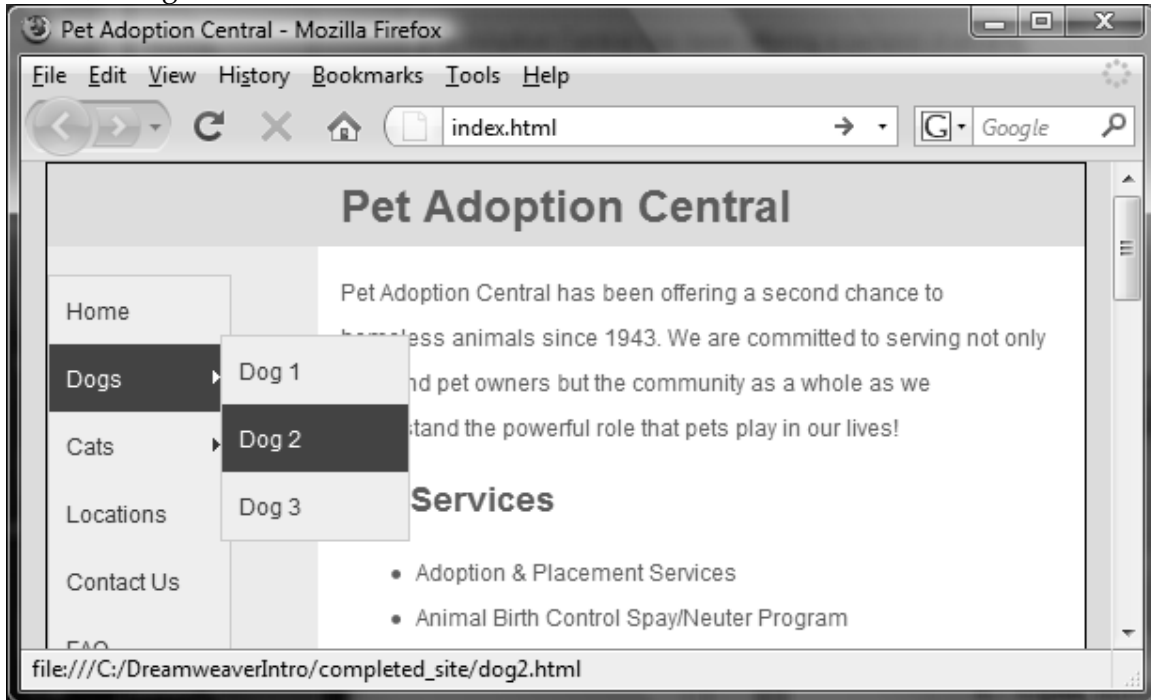 Pet Adoption Central - Mozilla Firefox
File Edit View History Bookmarks Tools Help
index.html
G Google
Pet Adoption Central
Home
Dogs
Cats
Locations
Contact Us
Dog 1
Dog 2
Dog 3
Pet Adoption Central has been offering a second chance to
animals since 1943. We are committed to serving not only
pet owners but the community as a whole as we
the powerful role that pets play in our lives!
Services
• Adoption & Placement Services
• Animal Birth Control Spay/Neuter Program
file:///C:/DreamweaverIntro/completed_site/dog2.html